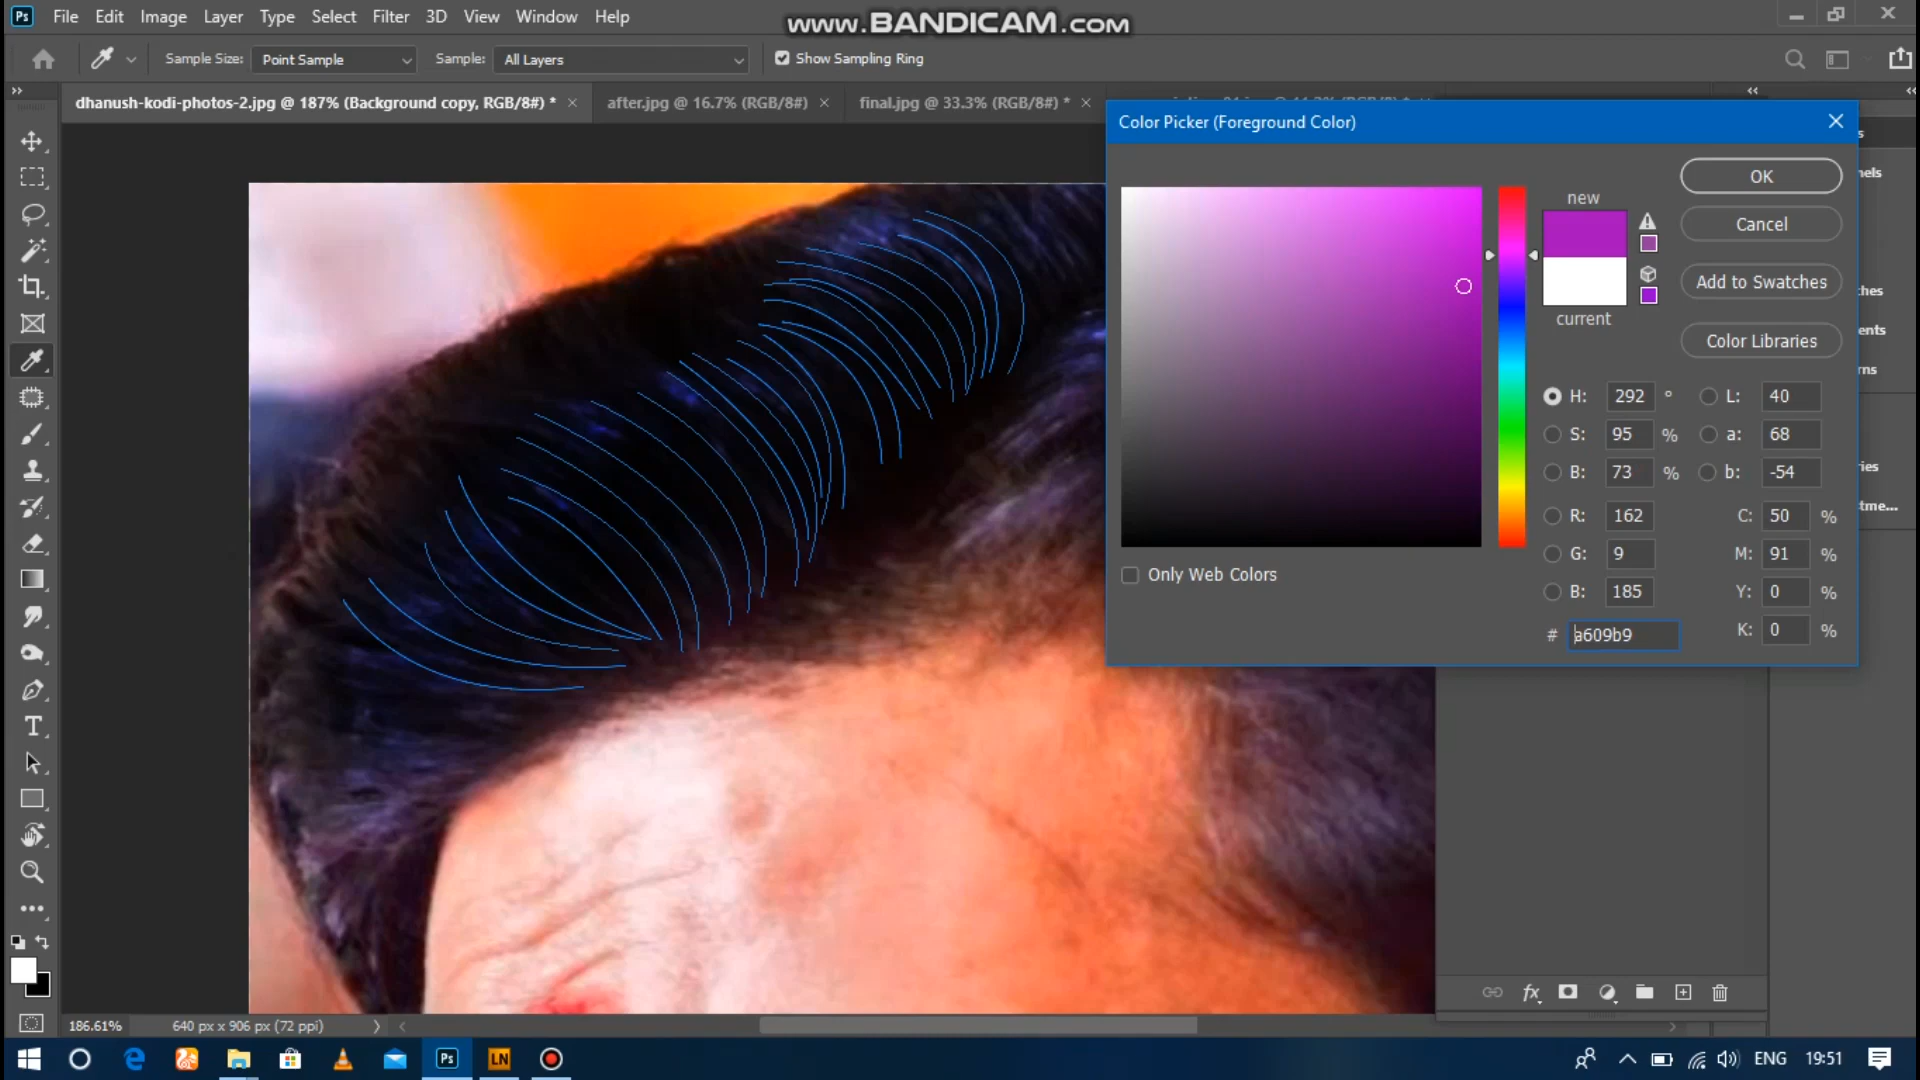 Ps File Edit Image Layer Type Select Filter 3D View Window Help
www.BANDICAM.com
Sample Size: Point Sample Sample: All Layers Show Sampling Ring
dhanush-kodi-photos-2.jpg @ 187% (Background copy, RGB/8#) * × after.jpg @ 16.7% (RGB/8#) × final.jpg @ 33.3% (RGB/8#) * ×
Color Picker (Foreground Color)
new
current
OK
Cancel
Add to Swatches
Color Libraries
H: 292 ° L: 40
S: 95 % a: 68
B: 73 % b: -54
R: 162 C: 50 %
G: 9 M: 91 %
B: 185 Y: 0 %
# a609b9 K: 0 %
Only Web Colors
186.61% 640 px x 906 px (72 ppi)
fx
Ps LN ENG 19:51